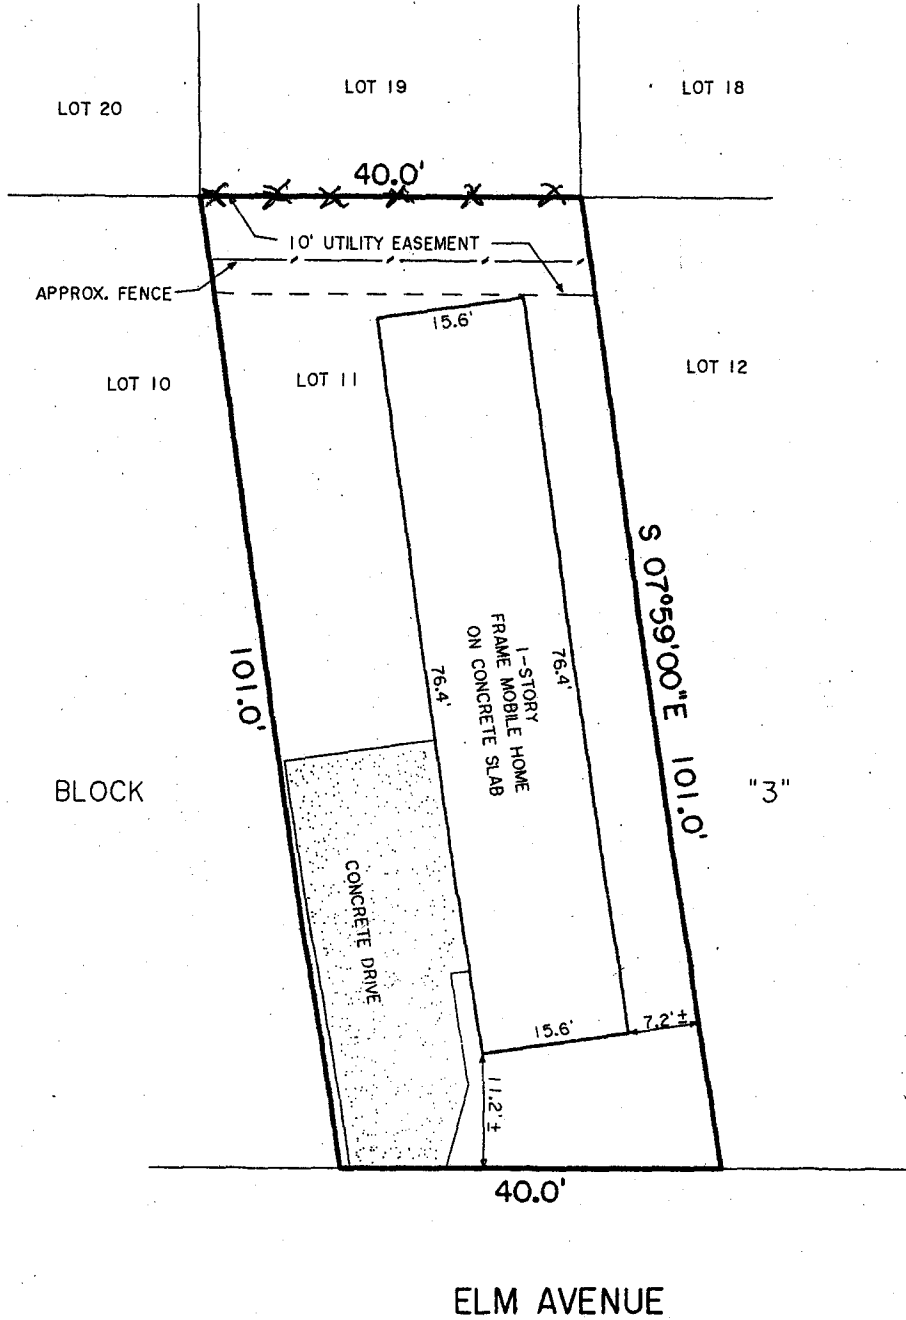 LOT 20
LOT 19
LOT 18
40.0'
10' UTILITY EASEMENT
APPROX. FENCE
15.6'
LOT 10
LOT 11
LOT 12
S 07°59'00"E 101.0'
101.0'
76.4'
1-STORY
FRAME MOBILE HOME
ON CONCRETE SLAB
76.4'
BLOCK
"3"
CONCRETE DRIVE
15.6'
7.2'±
11.2'±
40.0'
ELM AVENUE